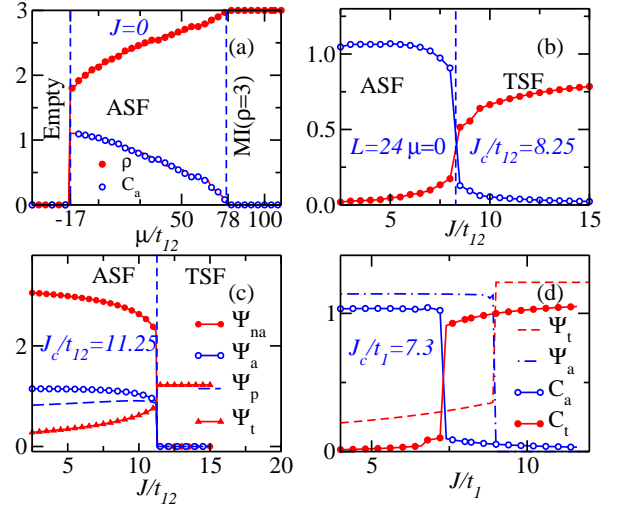 3
2
1
0
J=0
(a)
Empty
ASF
MI(ρ=3)
ρ
C_a
-17
50
78
100
μ/t_12
1.0
0.5
0.0
(b)
ASF
TSF
L=24 μ=0
J_c/t_12=8.25
5
10
15
J/t_12
2
0
ASF
TSF
(c)
J_c/t_12=11.25
Ψ_na
Ψ_a
Ψ_p
Ψ_t
5
10
15
20
J/t_12
1
0
(d)
J_c/t_1=7.3
Ψ_t
Ψ_a
C_a
C_t
5
10
J/t_1